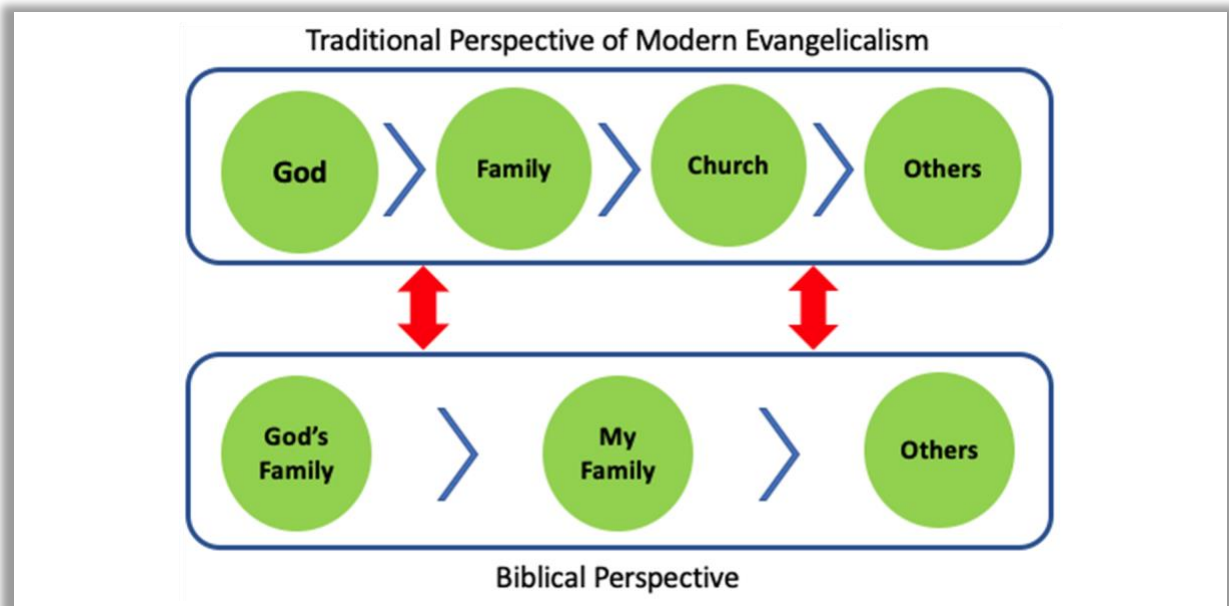 Traditional Perspective of Modern Evangelicalism
God
Family
Church
Others
God's
Family
My
Family
Others
Biblical Perspective